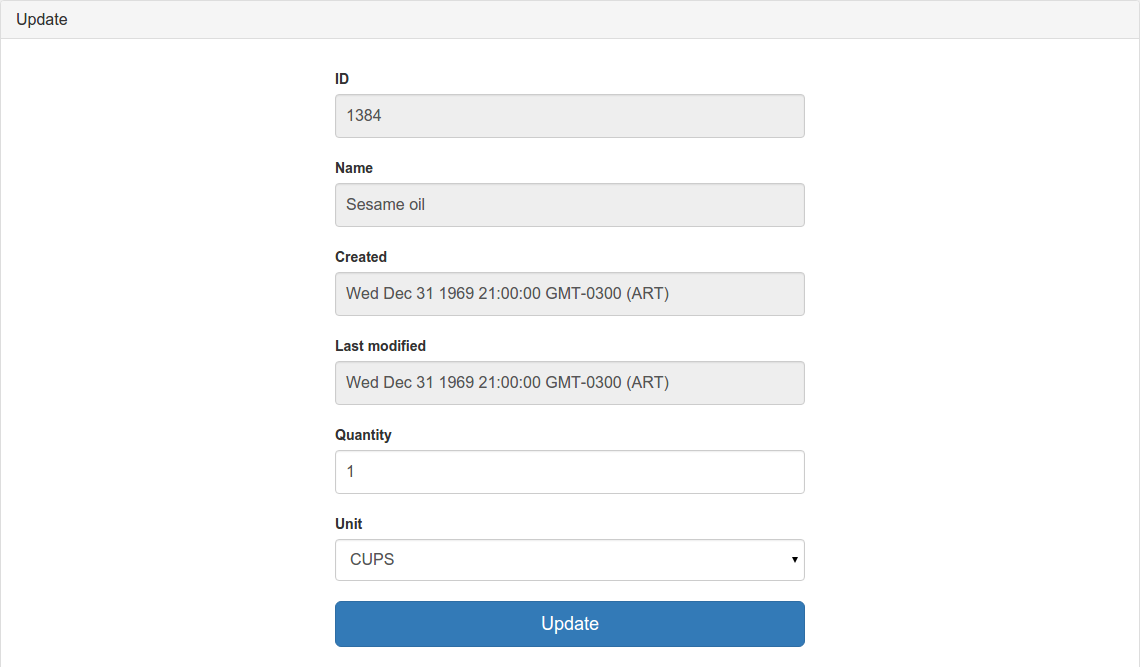 Update
ID
1384
Name
Sesame oil
Created
Wed Dec 31 1969 21:00:00 GMT-0300 (ART)
Last modified
Wed Dec 31 1969 21:00:00 GMT-0300 (ART)
Quantity
1
Unit
CUPS
Update